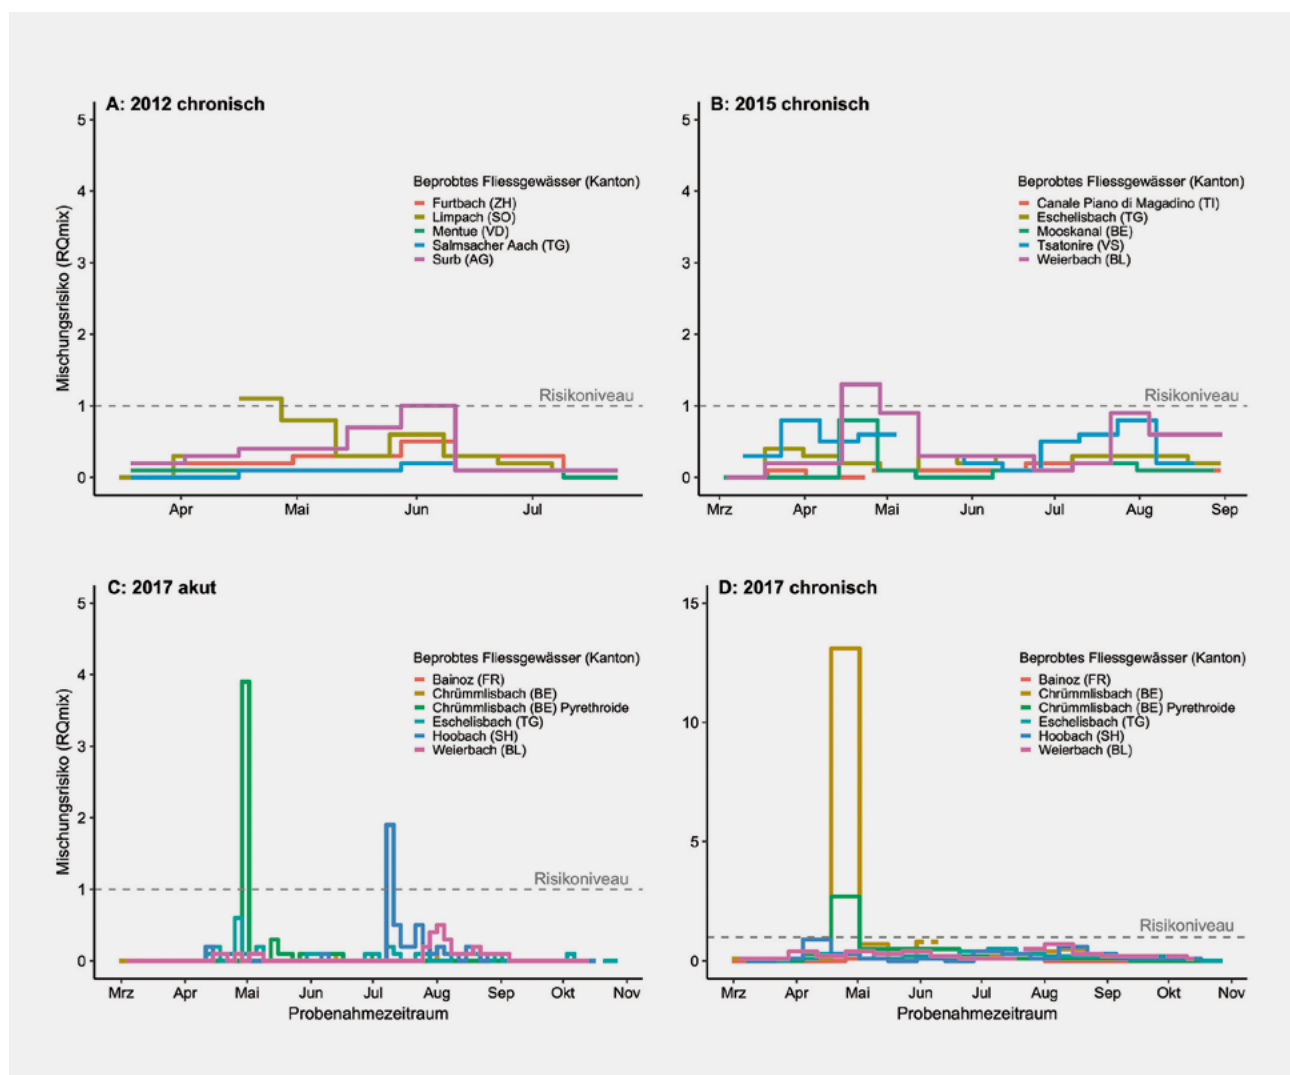 A: 2012 chronisch
Mischungsrisiko (RQmix)
5
4
3
2
1
0
Beprobtes Fliessgewässer (Kanton)
Furtbach (ZH)
Limpach (SO)
Mentue (VD)
Salmsacher Aach (TG)
Surb (AG)
Risikoniveau
Apr Mai Jun Jul
B: 2015 chronisch
5
4
3
2
1
0
Beprobtes Fliessgewässer (Kanton)
Canale Piano di Magadino (TI)
Eschelisbach (TG)
Mooskanal (BE)
Tsatonire (VS)
Weierbach (BL)
Risikoniveau
Mrz Apr Mai Jun Jul Aug Sep
C: 2017 akut
Mischungsrisiko (RQmix)
5
4
3
2
1
0
Beprobtes Fliessgewässer (Kanton)
Bainoz (FR)
Chrümmlisbach (BE)
Chrümmlisbach (BE) Pyrethroide
Eschelisbach (TG)
Hoobach (SH)
Weierbach (BL)
Risikoniveau
Mrz Apr Mai Jun Jul Aug Sep Okt Nov
Probenahmezeitraum
D: 2017 chronisch
15
10
5
0
Beprobtes Fliessgewässer (Kanton)
Bainoz (FR)
Chrümmlisbach (BE)
Chrümmlisbach (BE) Pyrethroide
Eschelisbach (TG)
Hoobach (SH)
Weierbach (BL)
Risikoniveau
Mrz Apr Mai Jun Jul Aug Sep Okt Nov
Probenahmezeitraum